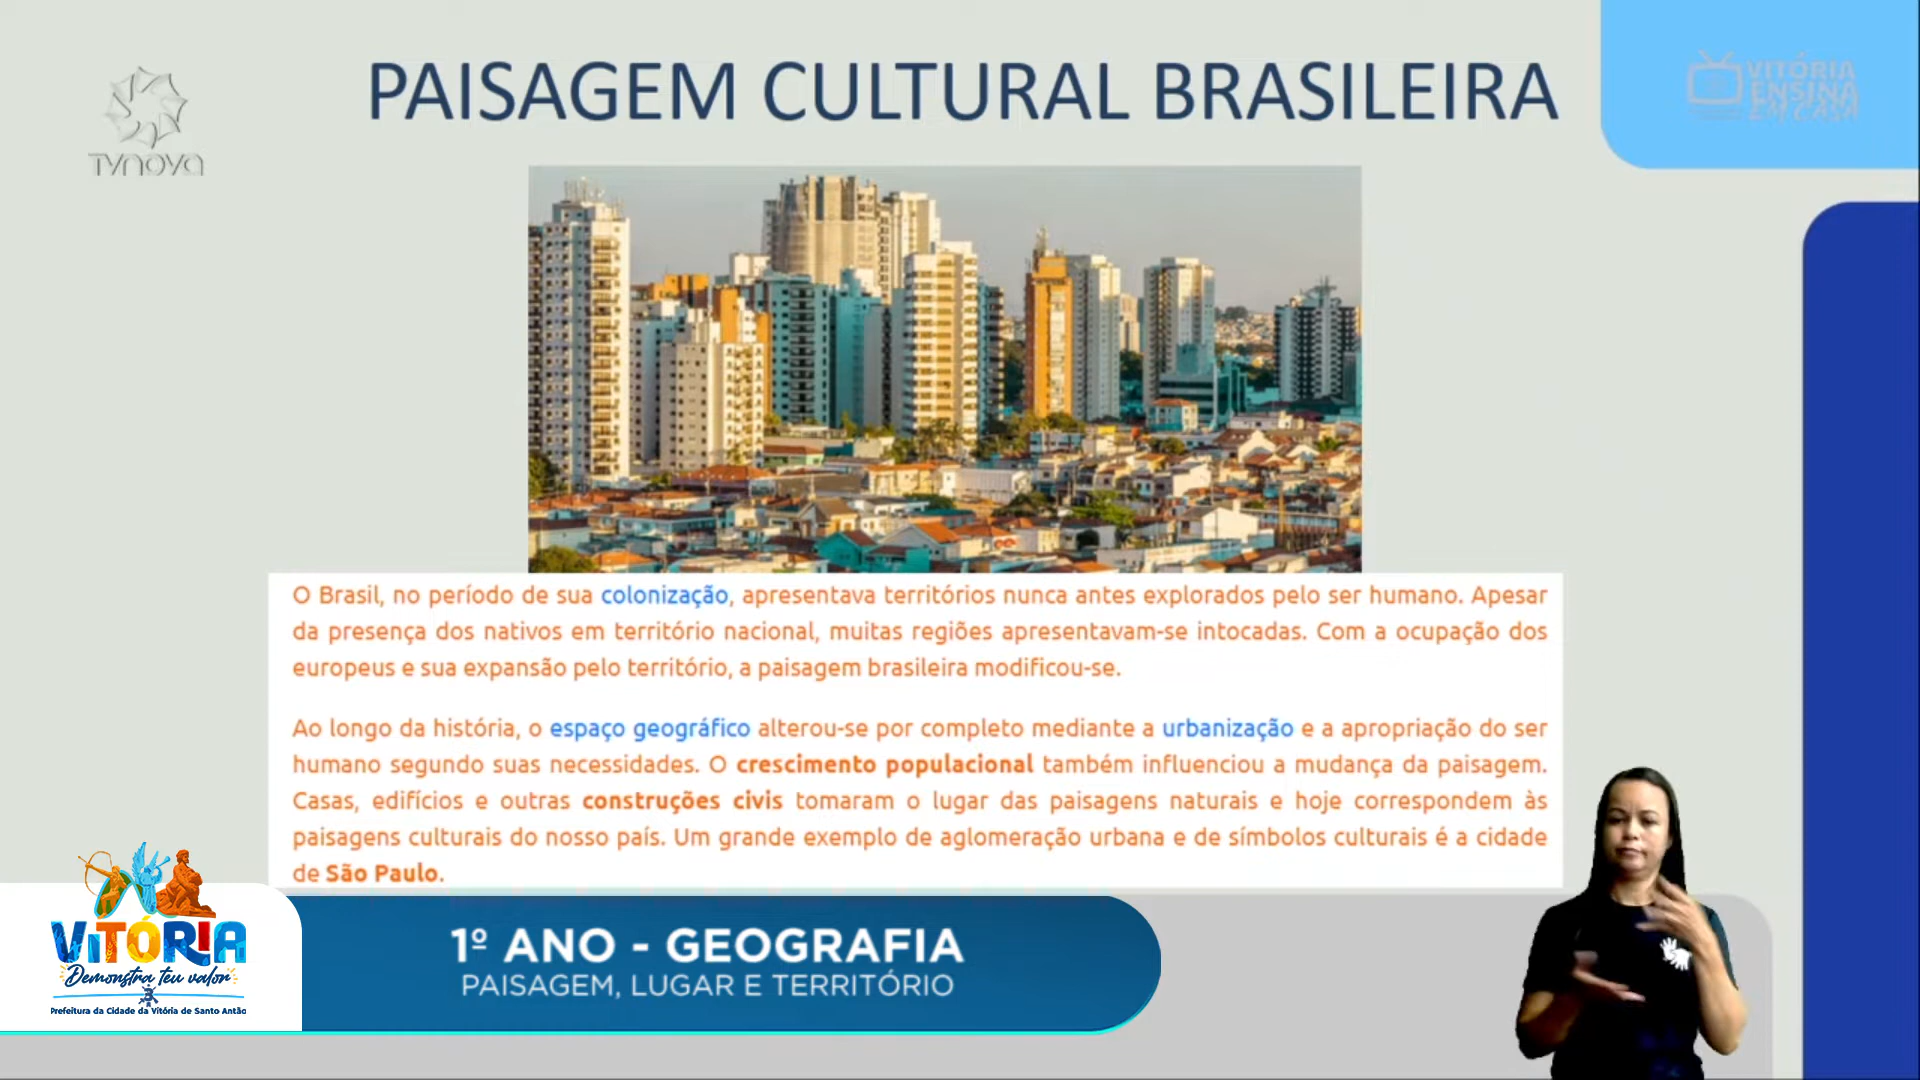 PAISAGEM CULTURAL BRASILEIRA
TVNOVA
VITÓRIA
ENSINA
EM CASA
O Brasil, no período de sua colonização, apresentava territórios nunca antes explorados pelo ser humano. Apesar
da presença dos nativos em território nacional, muitas regiões apresentavam-se intocadas. Com a ocupação dos
europeus e sua expansão pelo território, a paisagem brasileira modificou-se.
Ao longo da história, o espaço geográfico alterou-se por completo mediante a urbanização e a apropriação do ser
humano segundo suas necessidades. O crescimento populacional também influenciou a mudança da paisagem.
Casas, edifícios e outras construções civis tomaram o lugar das paisagens naturais e hoje correspondem às
paisagens culturais do nosso país. Um grande exemplo de aglomeração urbana e de símbolos culturais é a cidade
de São Paulo.
VITÓRIA
Demonstra teu valor
Prefeitura da Cidade da Vitória de Santo Antão
1º ANO - GEOGRAFIA
PAISAGEM, LUGAR E TERRITÓRIO